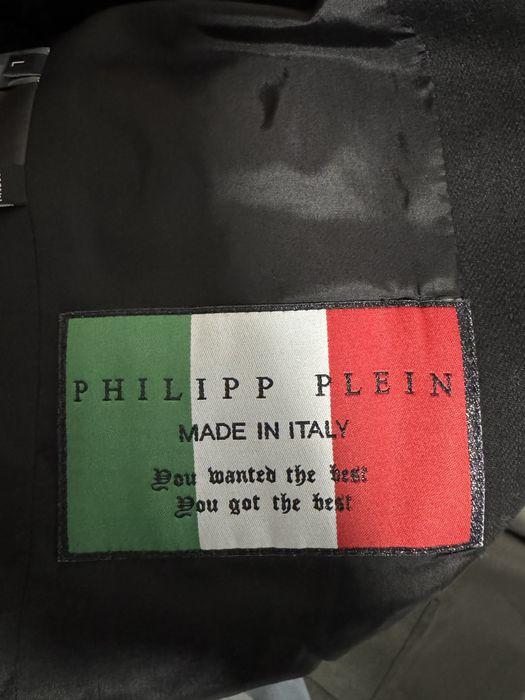 L
PHILIPP PLEIN
MADE IN ITALY
You wanted the best
You got the best